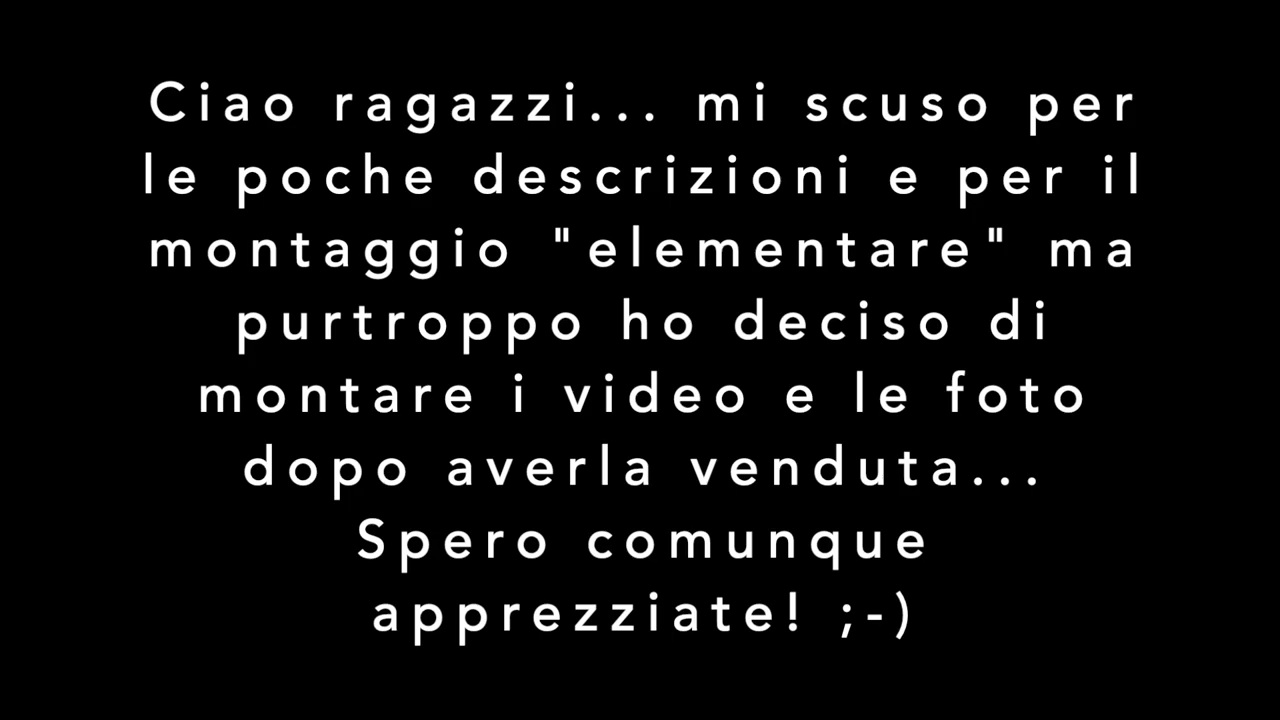 Ciao ragazzi... mi scuso per
le poche descrizioni e per il
montaggio "elementare" ma
purtroppo ho deciso di
montare i video e le foto
dopo averla venduta...
Spero comunque
apprezziate! ;-)